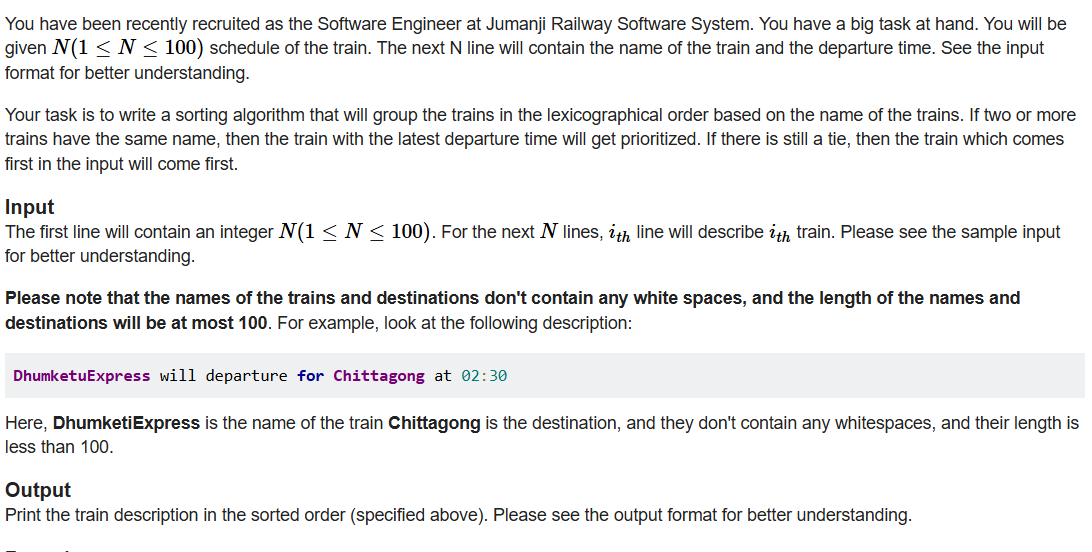 You have been recently recruited as the Software Engineer at Jumanji Railway Software System. You have a big task at hand. You will be
given N(1 ≤ N ≤ 100) schedule of the train. The next N line will contain the name of the train and the departure time. See the input
format for better understanding.
Your task is to write a sorting algorithm that will group the trains in the lexicographical order based on the name of the trains. If two or more
trains have the same name, then the train with the latest departure time will get prioritized. If there is still a tie, then the train which comes
first in the input will come first.
Input
The first line will contain an integer N(1 ≤ N ≤ 100). For the next N lines, i_th line will describe i_th train. Please see the sample input
for better understanding.
Please note that the names of the trains and destinations don't contain any white spaces, and the length of the names and
destinations will be at most 100. For example, look at the following description:
DhumketuExpress will departure for Chittagong at 02:30
Here, DhumketiExpress is the name of the train Chittagong is the destination, and they don't contain any whitespaces, and their length is
less than 100.
Output
Print the train description in the sorted order (specified above). Please see the output format for better understanding.